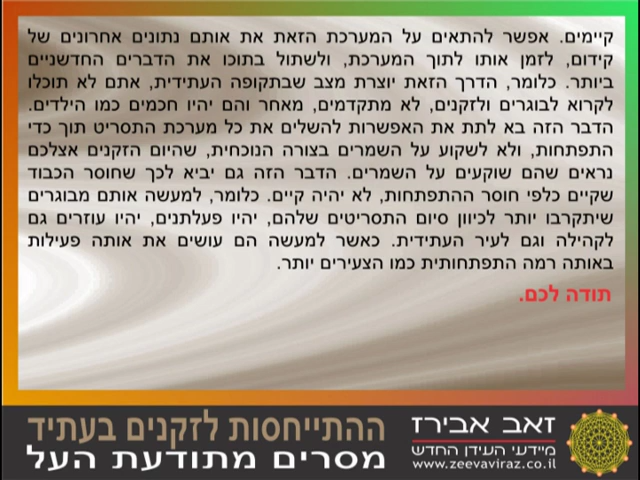 קיימים. אפשר להתאים על המערכת הזאת את אותם נתונים אחרונים של
קידום, לזמן אותו לתוך המערכת, ולשתול בתוכו את הדברים החדשניים
ביותר. כלומר, הדרך הזאת יוצרת מצב שבתקופה העתידית, אתם לא תוכלו
לקרוא לבוגרים ולזקנים, לא מתקדמים, מאחר והם יהיו חכמים כמו הילדים.
הדבר הזה בא לתת את האפשרות להשלים את כל מערכת התסריט תוך כדי
התפתחות, ולא לשקוע על השמרים בצורה הנוכחית, שהיום הזקנים אצלכם
נראים שהם שוקעים על השמרים. הדבר הזה גם יביא לכך שחוסר הכבוד
שקיים כלפי חוסר ההתפתחות, לא יהיה קיים. כלומר, למעשה אותם מבוגרים
שיתקרבו יותר לכיוון סיום התסריטים שלהם, יהיו פעלתנים, יהיו עוזרים גם
לקהילה וגם לעיר העתידית. כאשר למעשה הם עושים את אותה פעילות
באותה רמה התפתחותית כמו הצעירים יותר.
תודה לכם.
ההתייחסות לזקנים בעתיד
מסרים מתודעת העל
זאב אבירז
מיידעי העידן החדש
www.zeevaviraz.co.il